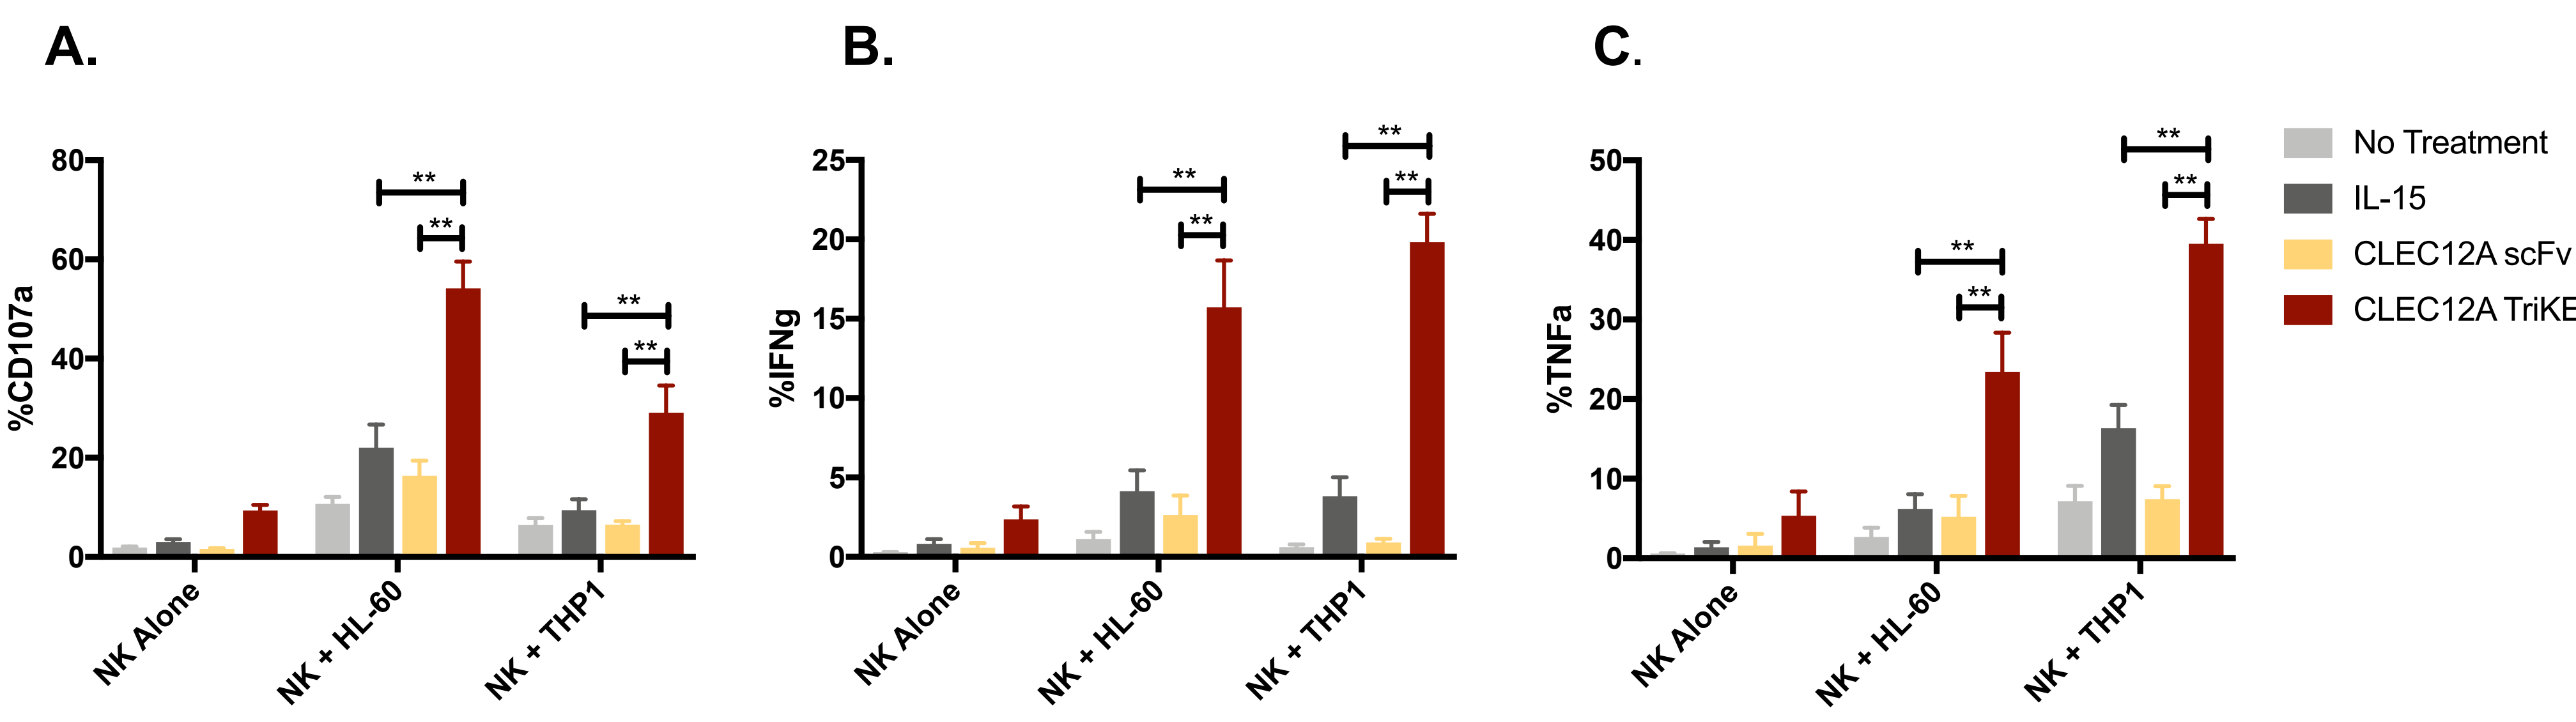 A.
%CD107a
80
60
40
20
0
**
**
**
**
NK Alone
NK + HL-60
NK + THP1
B.
%IFNg
25
20
15
10
5
0
**
**
**
**
NK Alone
NK + HL-60
NK + THP1
C.
%TNFa
50
40
30
20
10
0
**
**
**
**
NK Alone
NK + HL-60
NK + THP1
No Treatment
IL-15
CLEC12A scFv
CLEC12A TriKE